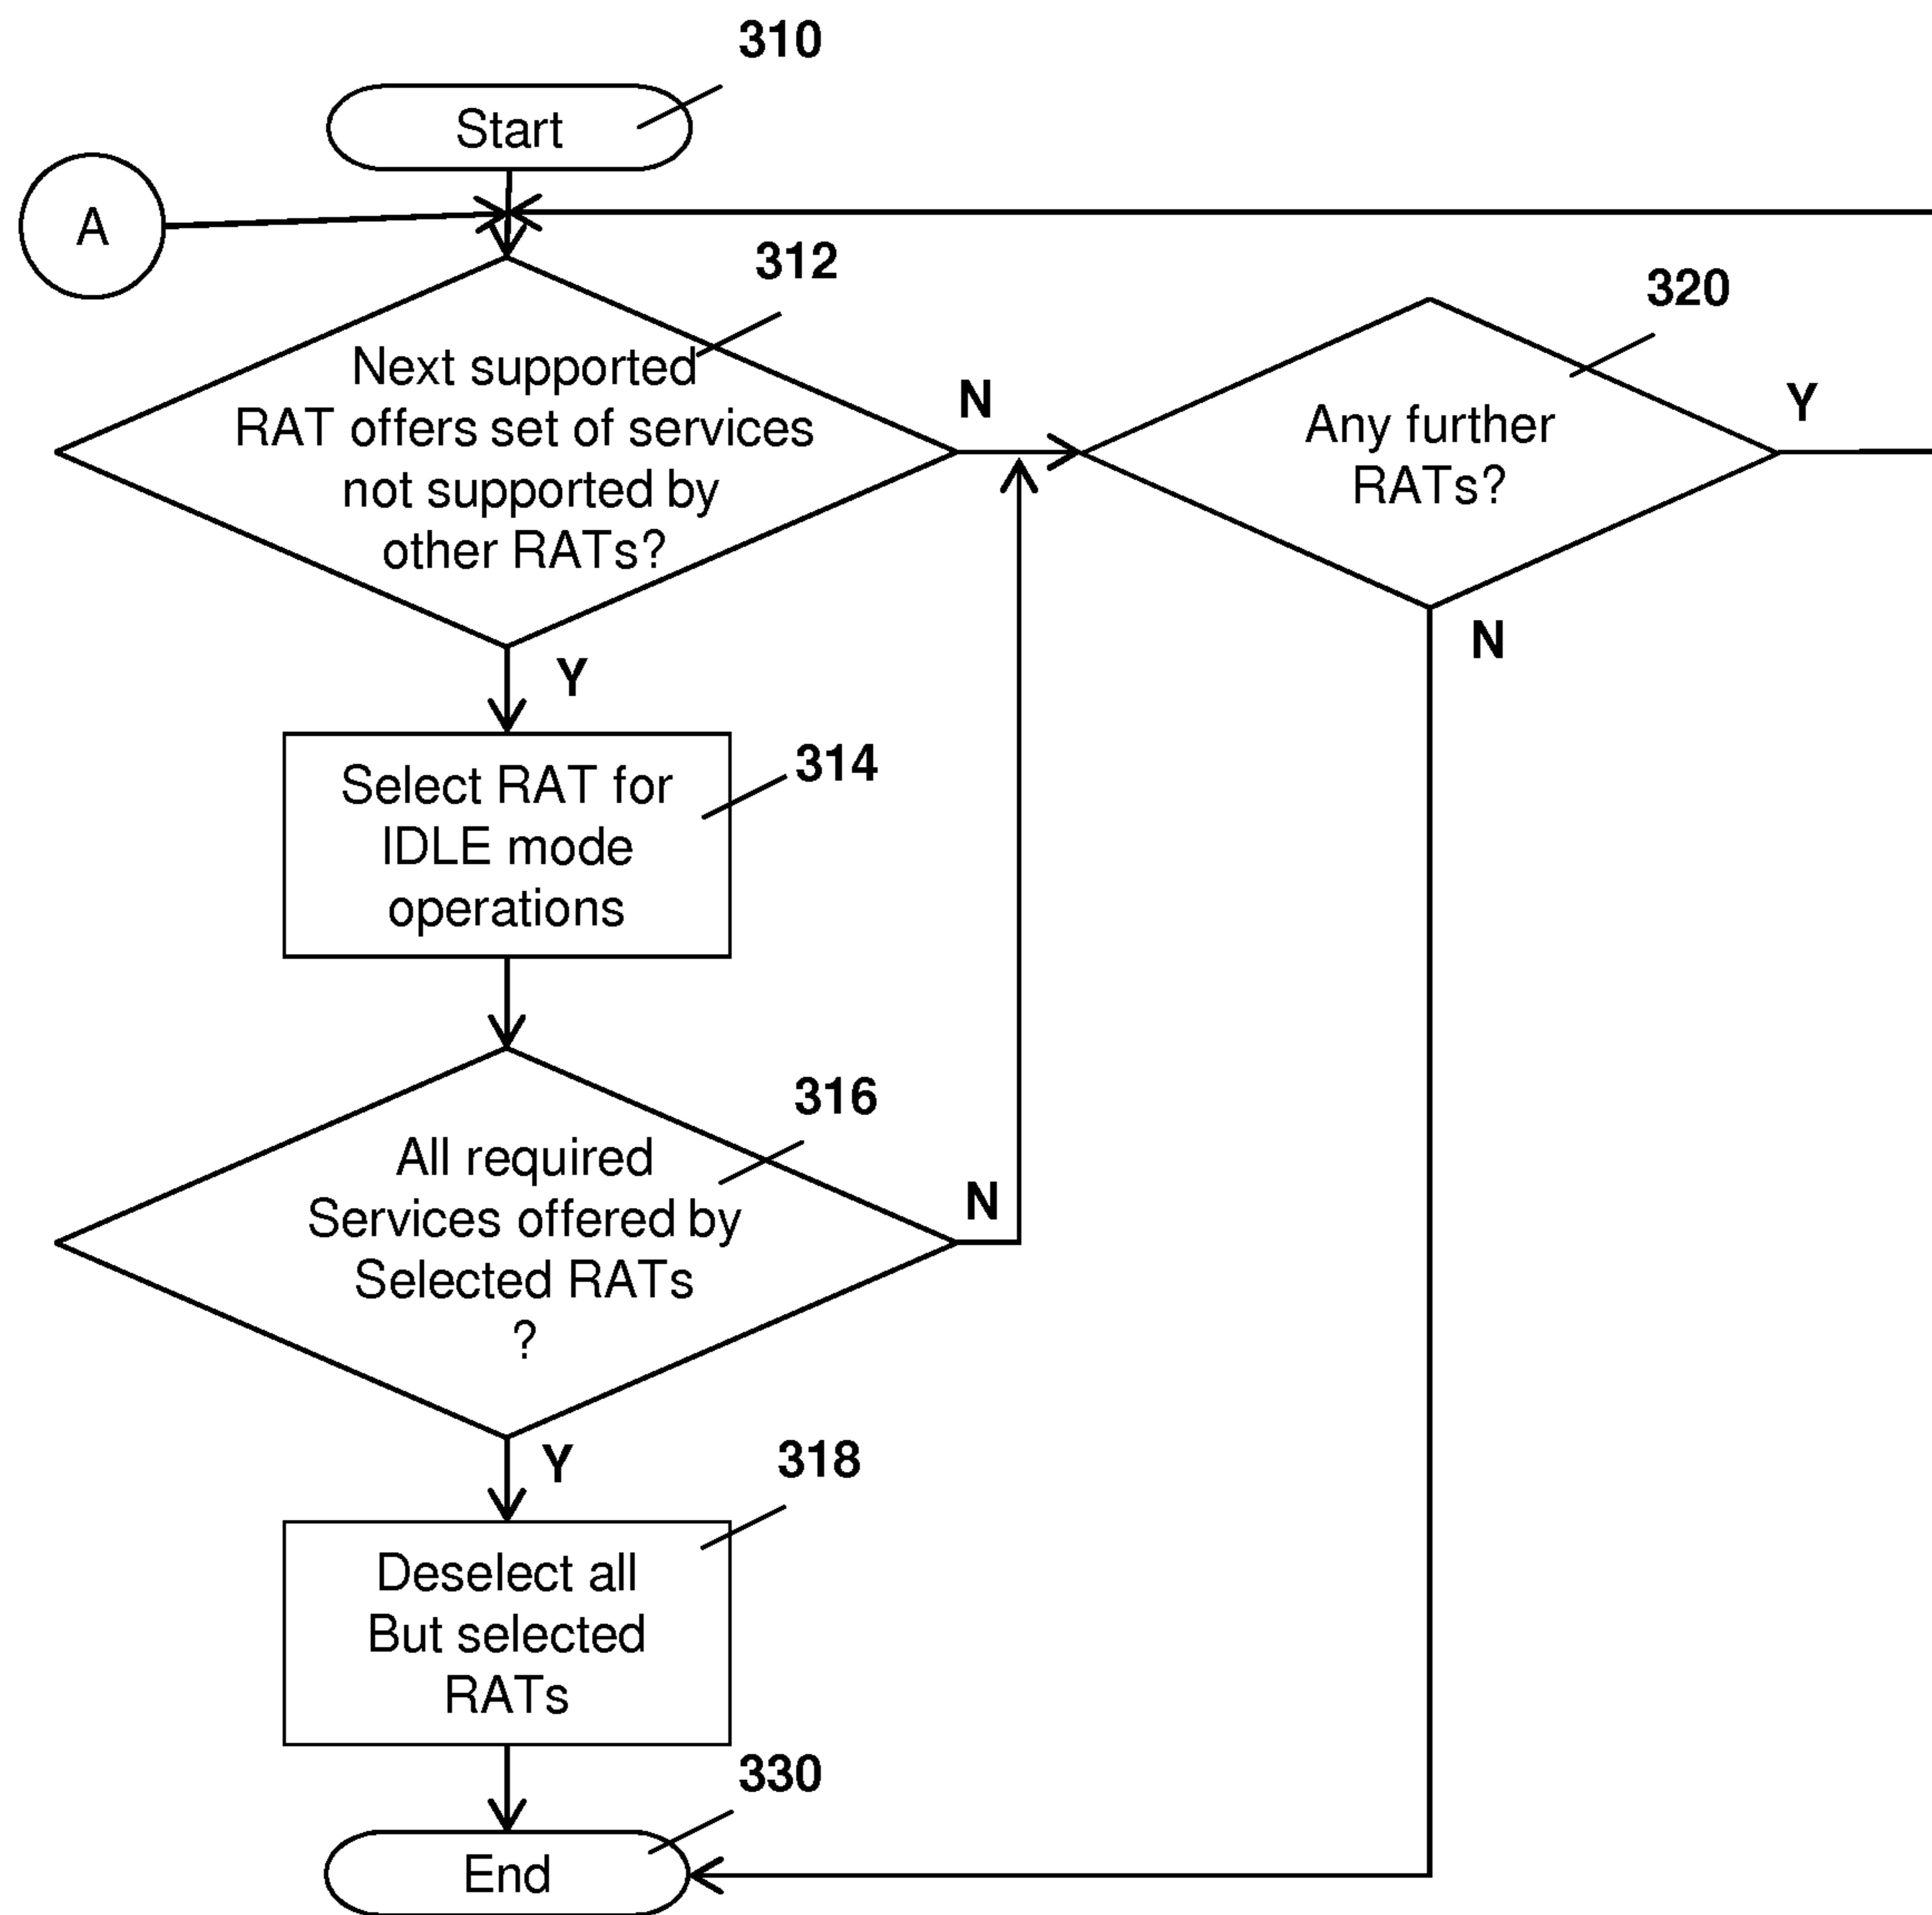 310
Start
A
312
Next supported
RAT offers set of services
not supported by
other RATs?
N
320
Any further
RATs?
Y
N
Y
314
Select RAT for
IDLE mode
operations
316
All required
Services offered by
Selected RATs
?
N
Y
318
Deselect all
But selected
RATs
330
End